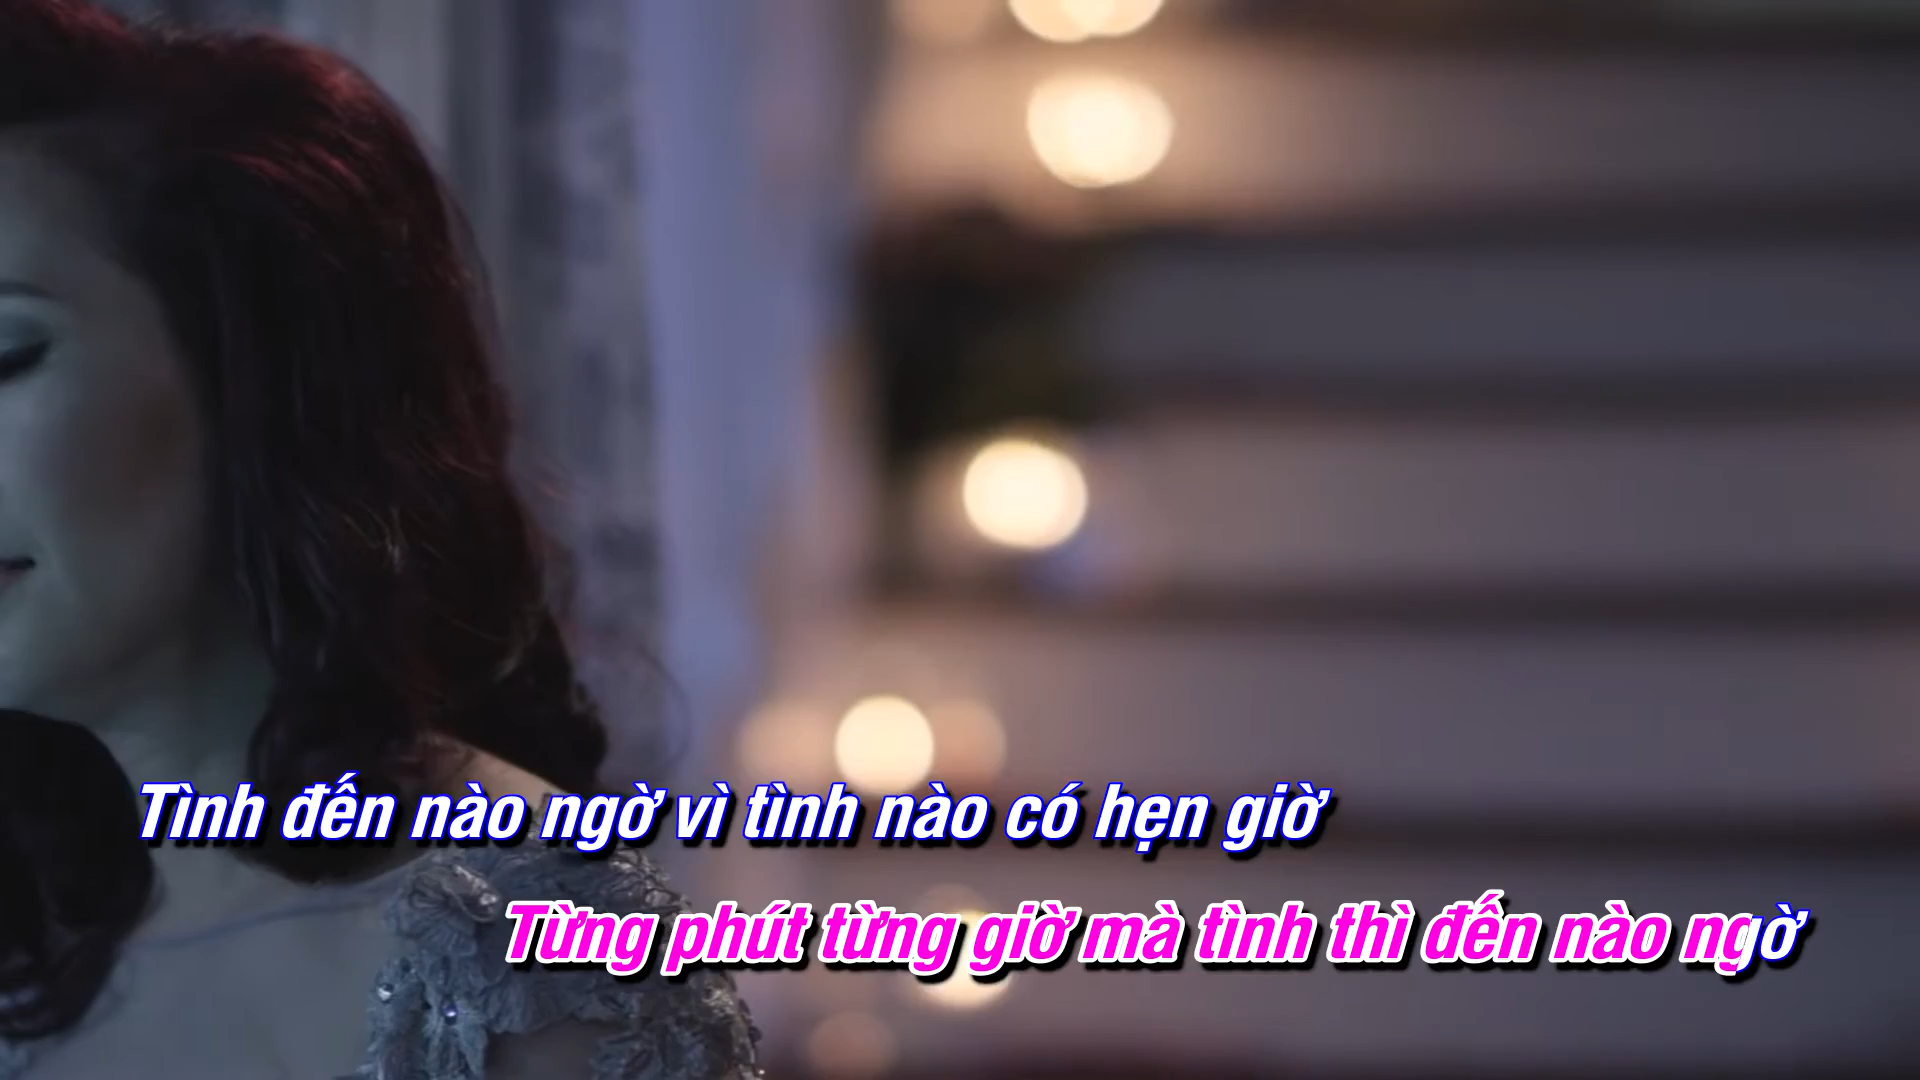 Tình đến nào ngờ vì tình nào có hẹn giờ
Từng phút từng giờ mà tình thì đến nào ngờ